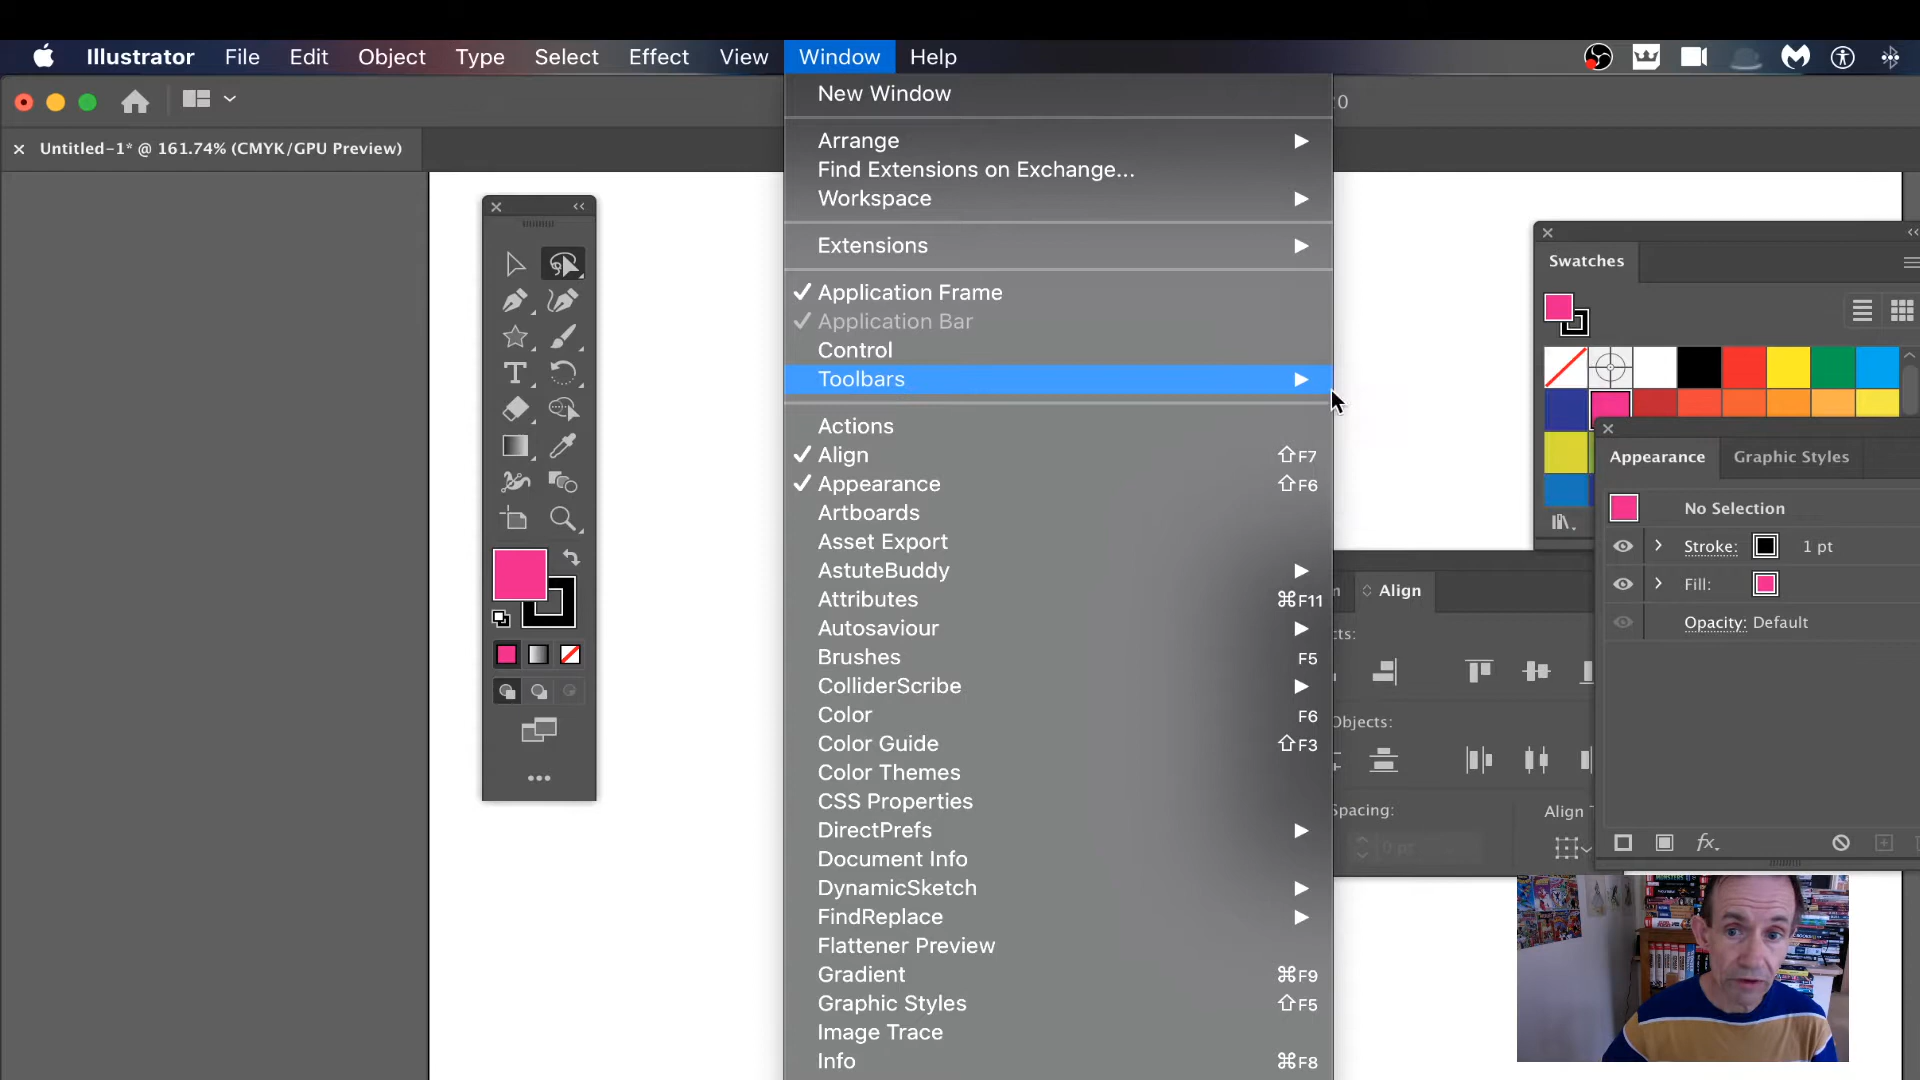 Illustrator File Edit Object Type Select Effect View Window Help
Untitled-1* @ 161.74% (CMYK/GPU Preview)
New Window
Arrange
Find Extensions on Exchange...
Workspace
Extensions
Application Frame
Application Bar
Control
Toolbars
Actions
Align ⇧F7
Appearance ⇧F6
Artboards
Asset Export
AstuteBuddy
Attributes ⌘F11
Autosaviour
Brushes F5
ColliderScribe
Color F6
Color Guide ⇧F3
Color Themes
CSS Properties
DirectPrefs
Document Info
DynamicSketch
FindReplace
Flattener Preview
Gradient ⌘F9
Graphic Styles ⇧F5
Image Trace
Info ⌘F8
Swatches
Appearance Graphic Styles
No Selection
Stroke: 1 pt
Fill:
Opacity: Default
fx
Align
Objects:
Spacing:
Align
0 pt